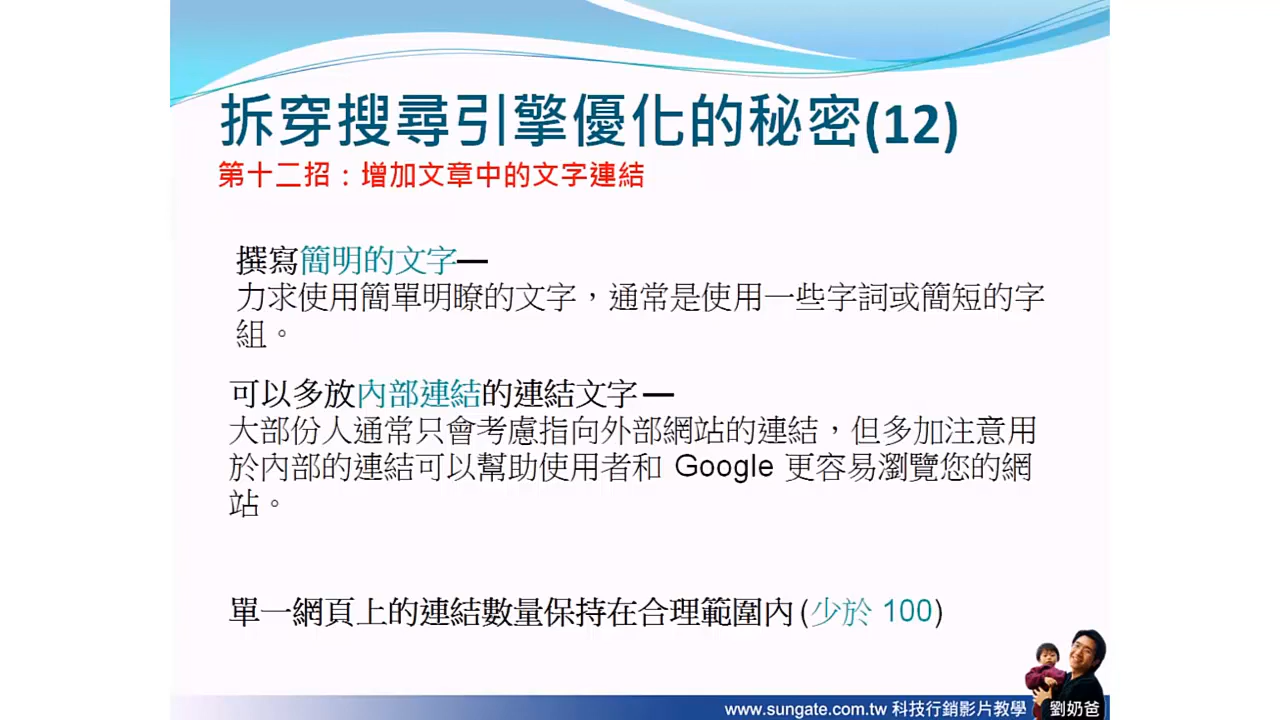 拆穿搜尋引擎優化的秘密(12)
第十二招：增加文章中的文字連結
撰寫簡明的文字—
力求使用簡單明瞭的文字，通常是使用一些字詞或簡短的字
組。
可以多放內部連結的連結文字—
大部份人通常只會考慮指向外部網站的連結，但多加注意用
於內部的連結可以幫助使用者和 Google 更容易瀏覽您的網
站。
單一網頁上的連結數量保持在合理範圍內(少於 100)
www.sungate.com.tw 科技行銷影片教學
劉奶爸